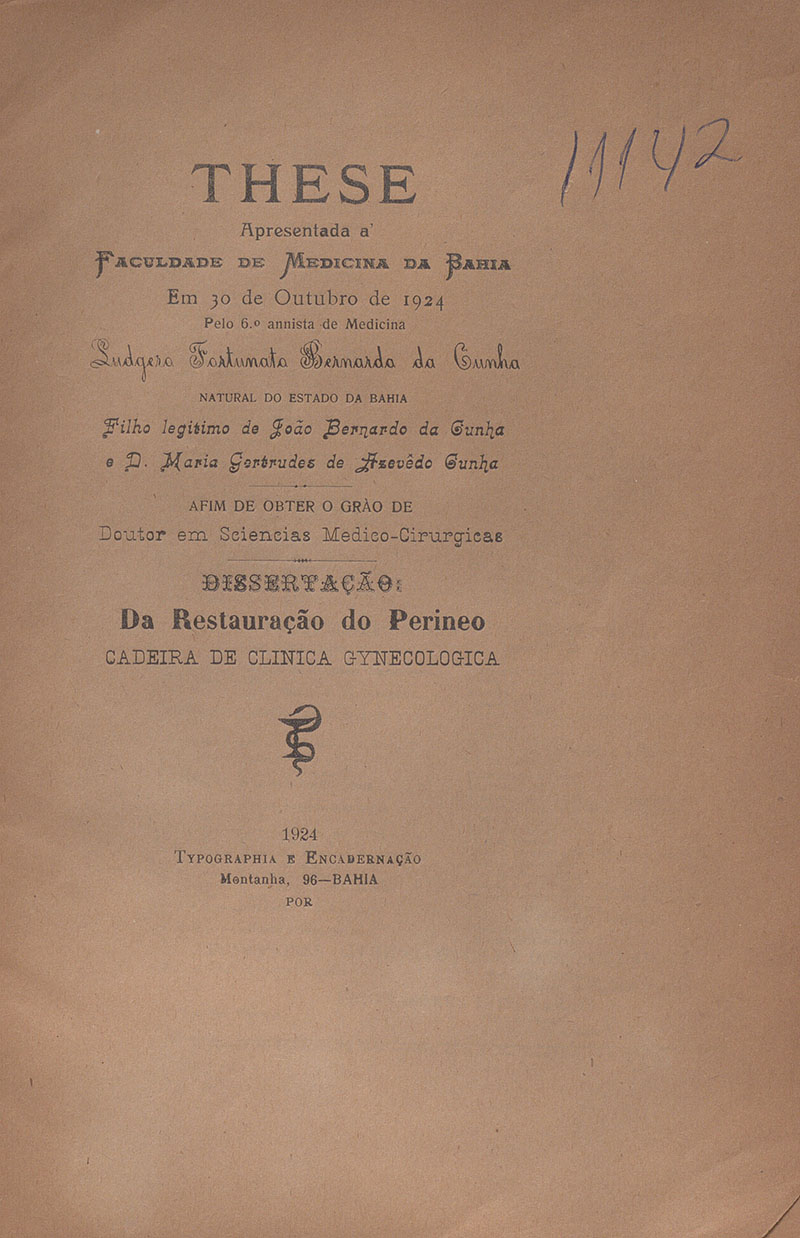 11142
THESE
Apresentada a'
FACULDADE DE MEDICINA DA BAHIA
Em 30 de Outubro de 1924
Pelo 6.º annista de Medicina
Ludgero Fortunato Bernardo da Cunha
NATURAL DO ESTADO DA BAHIA
Filho legitimo de João Bernardo da Cunha
e D. Maria Gertrudes de Azevêdo Cunha
AFIM DE OBTER O GRÀO DE
Doutor em Sciencias Medico-Cirurgicas
DISSERTAÇÃO:
Da Restauração do Perineo
CADEIRA DE CLINICA GYNECOLOGICA
1924
TYPOGRAPHIA E ENCADERNAÇÃO
Montanha, 96—BAHIA
POR